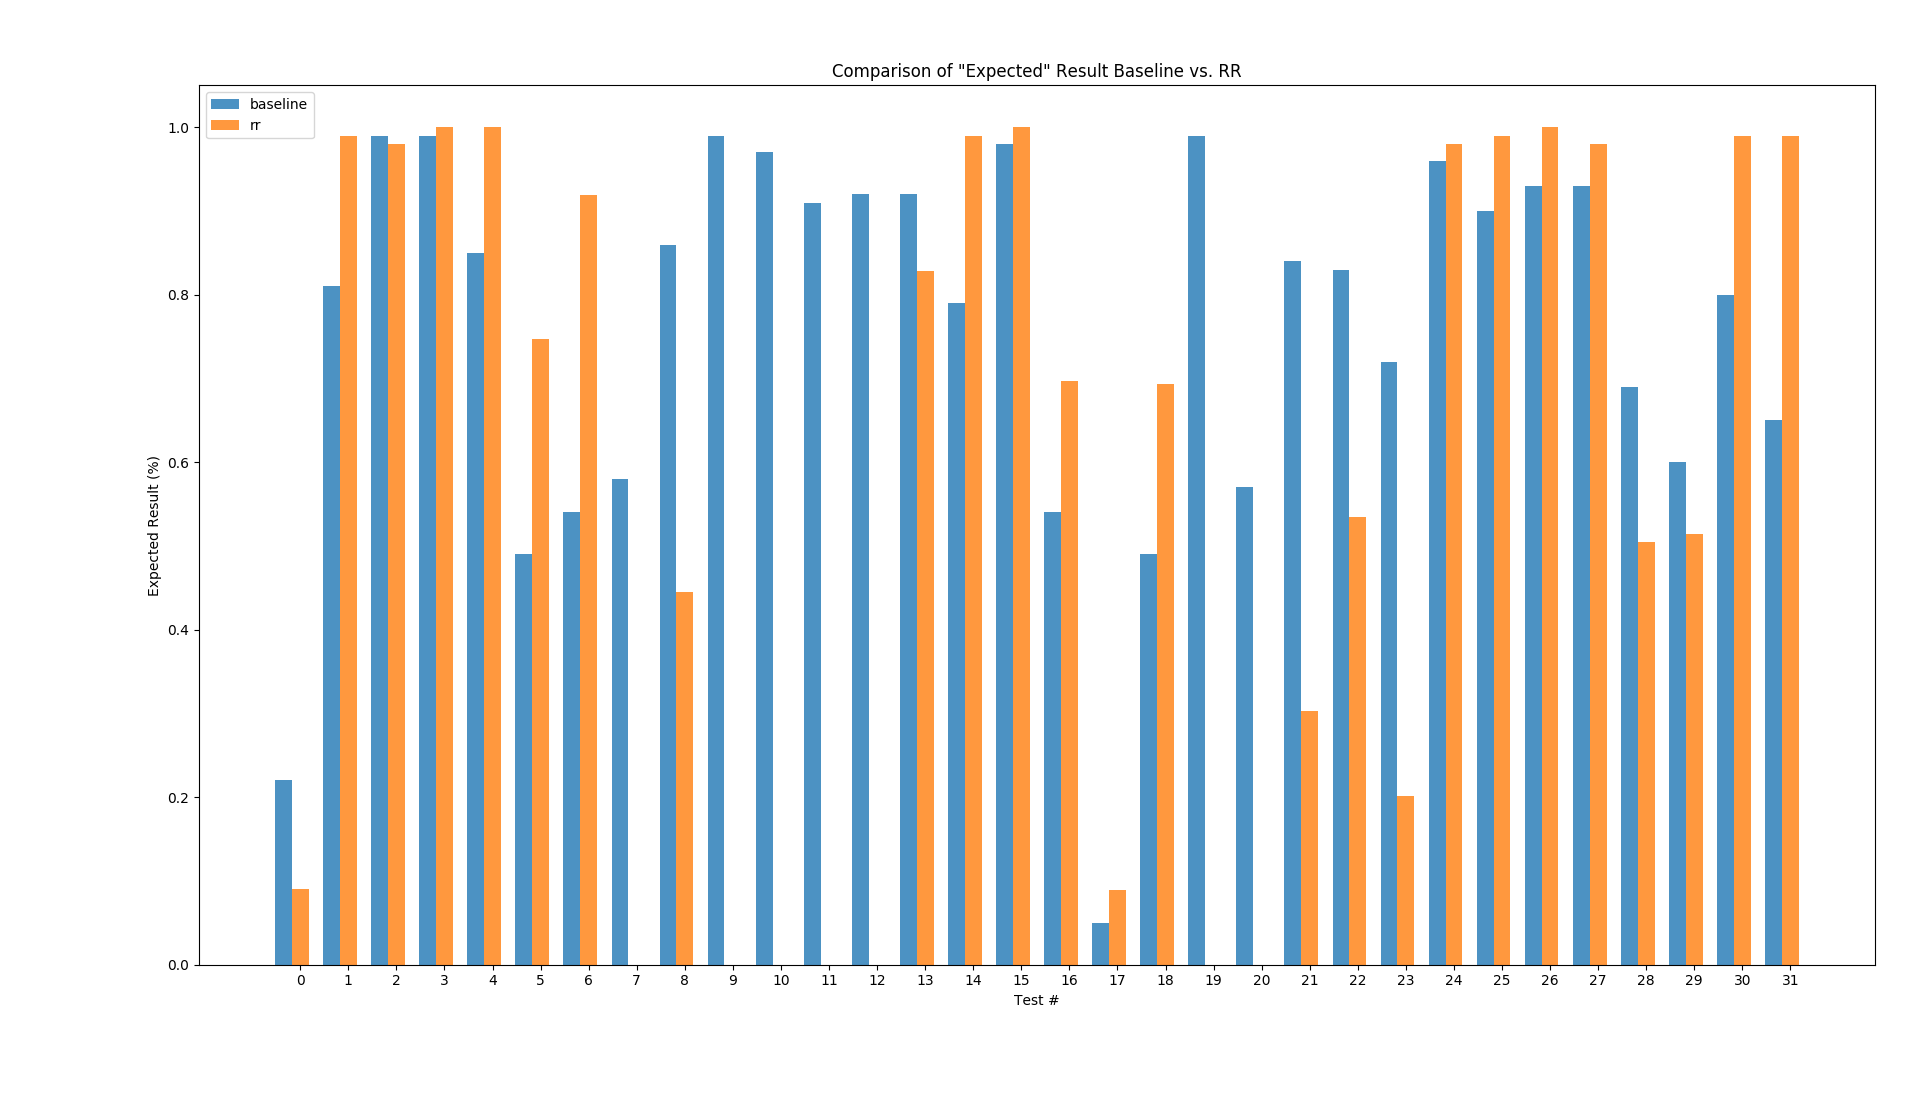 Comparison of "Expected" Result Baseline vs. RR
baseline
rr
1.0
0.8
0.6
0.4
0.2
0.0
Expected Result (%)
0 1 2 3 4 5 6 7 8 9 10 11 12 13 14 15 16 17 18 19 20 21 22 23 24 25 26 27 28 29 30 31
Test #